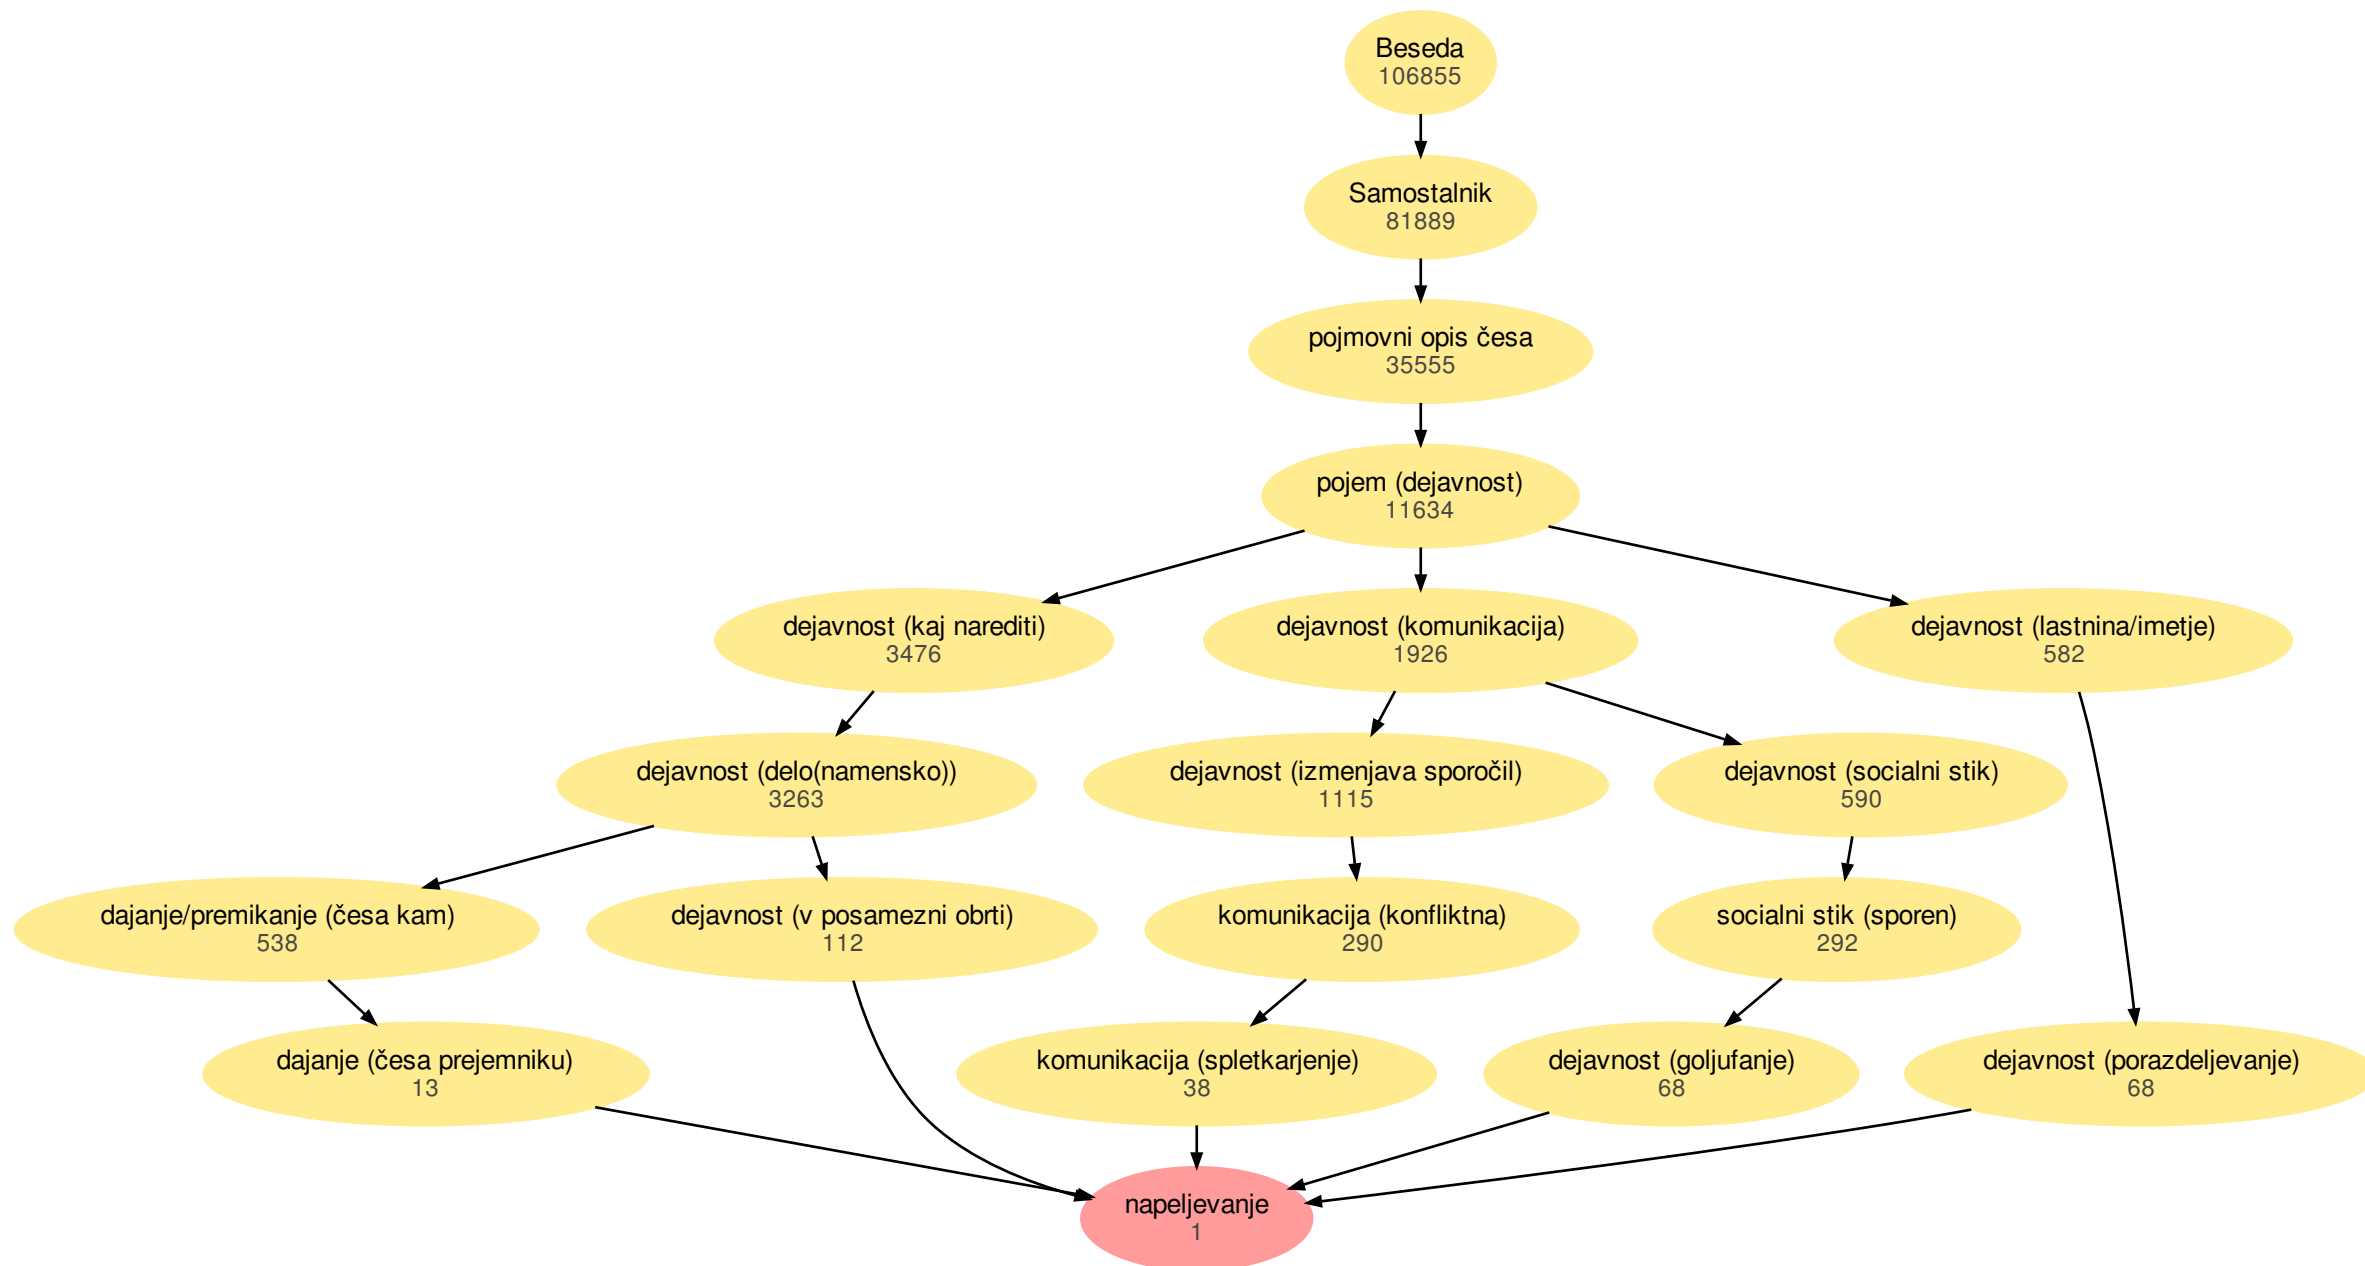 Beseda
106855
Samostalnik
81889
pojmovni opis česa
35555
pojem (dejavnost)
11634
dejavnost (kaj narediti)
3476
dejavnost (komunikacija)
1926
dejavnost (lastnina/imetje)
582
dejavnost (delo(namensko))
3263
dejavnost (izmenjava sporočil)
1115
dejavnost (socialni stik)
590
dajanje/premikanje (česa kam)
538
dejavnost (v posamezni obrti)
112
komunikacija (konfliktna)
290
socialni stik (sporen)
292
dajanje (česa prejemniku)
13
komunikacija (spletkarjenje)
38
dejavnost (goljufanje)
68
dejavnost (porazdeljevanje)
68
napeljevanje
1